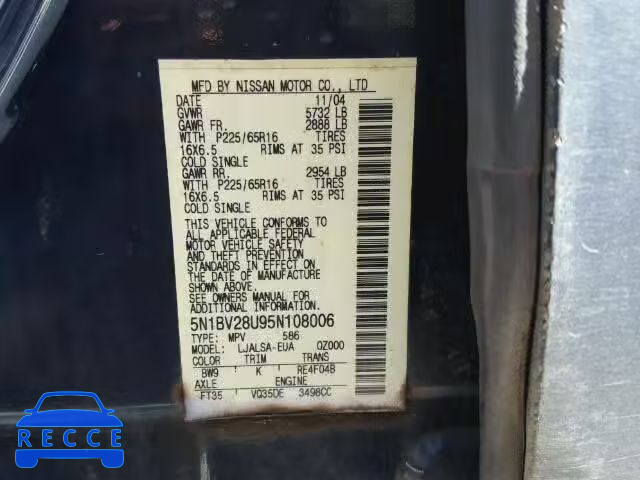 MFD BY NISSAN MOTOR CO., LTD
DATE 11/04
GVWR 5732 LB
GAWR FR. 2888 LB
WITH P225/65R16 TIRES
16X6.5 RIMS AT 35 PSI
COLD SINGLE
GAWR RR. 2954 LB
WITH P225/65R16 TIRES
16X6.5 RIMS AT 35 PSI
COLD SINGLE
THIS VEHICLE CONFORMS TO
ALL APPLICABLE FEDERAL
MOTOR VEHICLE SAFETY
AND THEFT PREVENTION
STANDARDS IN EFFECT ON
THE DATE OF MANUFACTURE
SHOWN ABOVE.
SEE OWNERS MANUAL FOR
ADDITIONAL INFORMATION.
5N1BV28U95N108006
TYPE: MPV 586
MODEL: LJALSA-EUA 0Z000
COLOR TRIM TRANS
BW9 K RE4F04B
AXLE ENGINE
FT35 VQ35DE 3498CC
RECCE